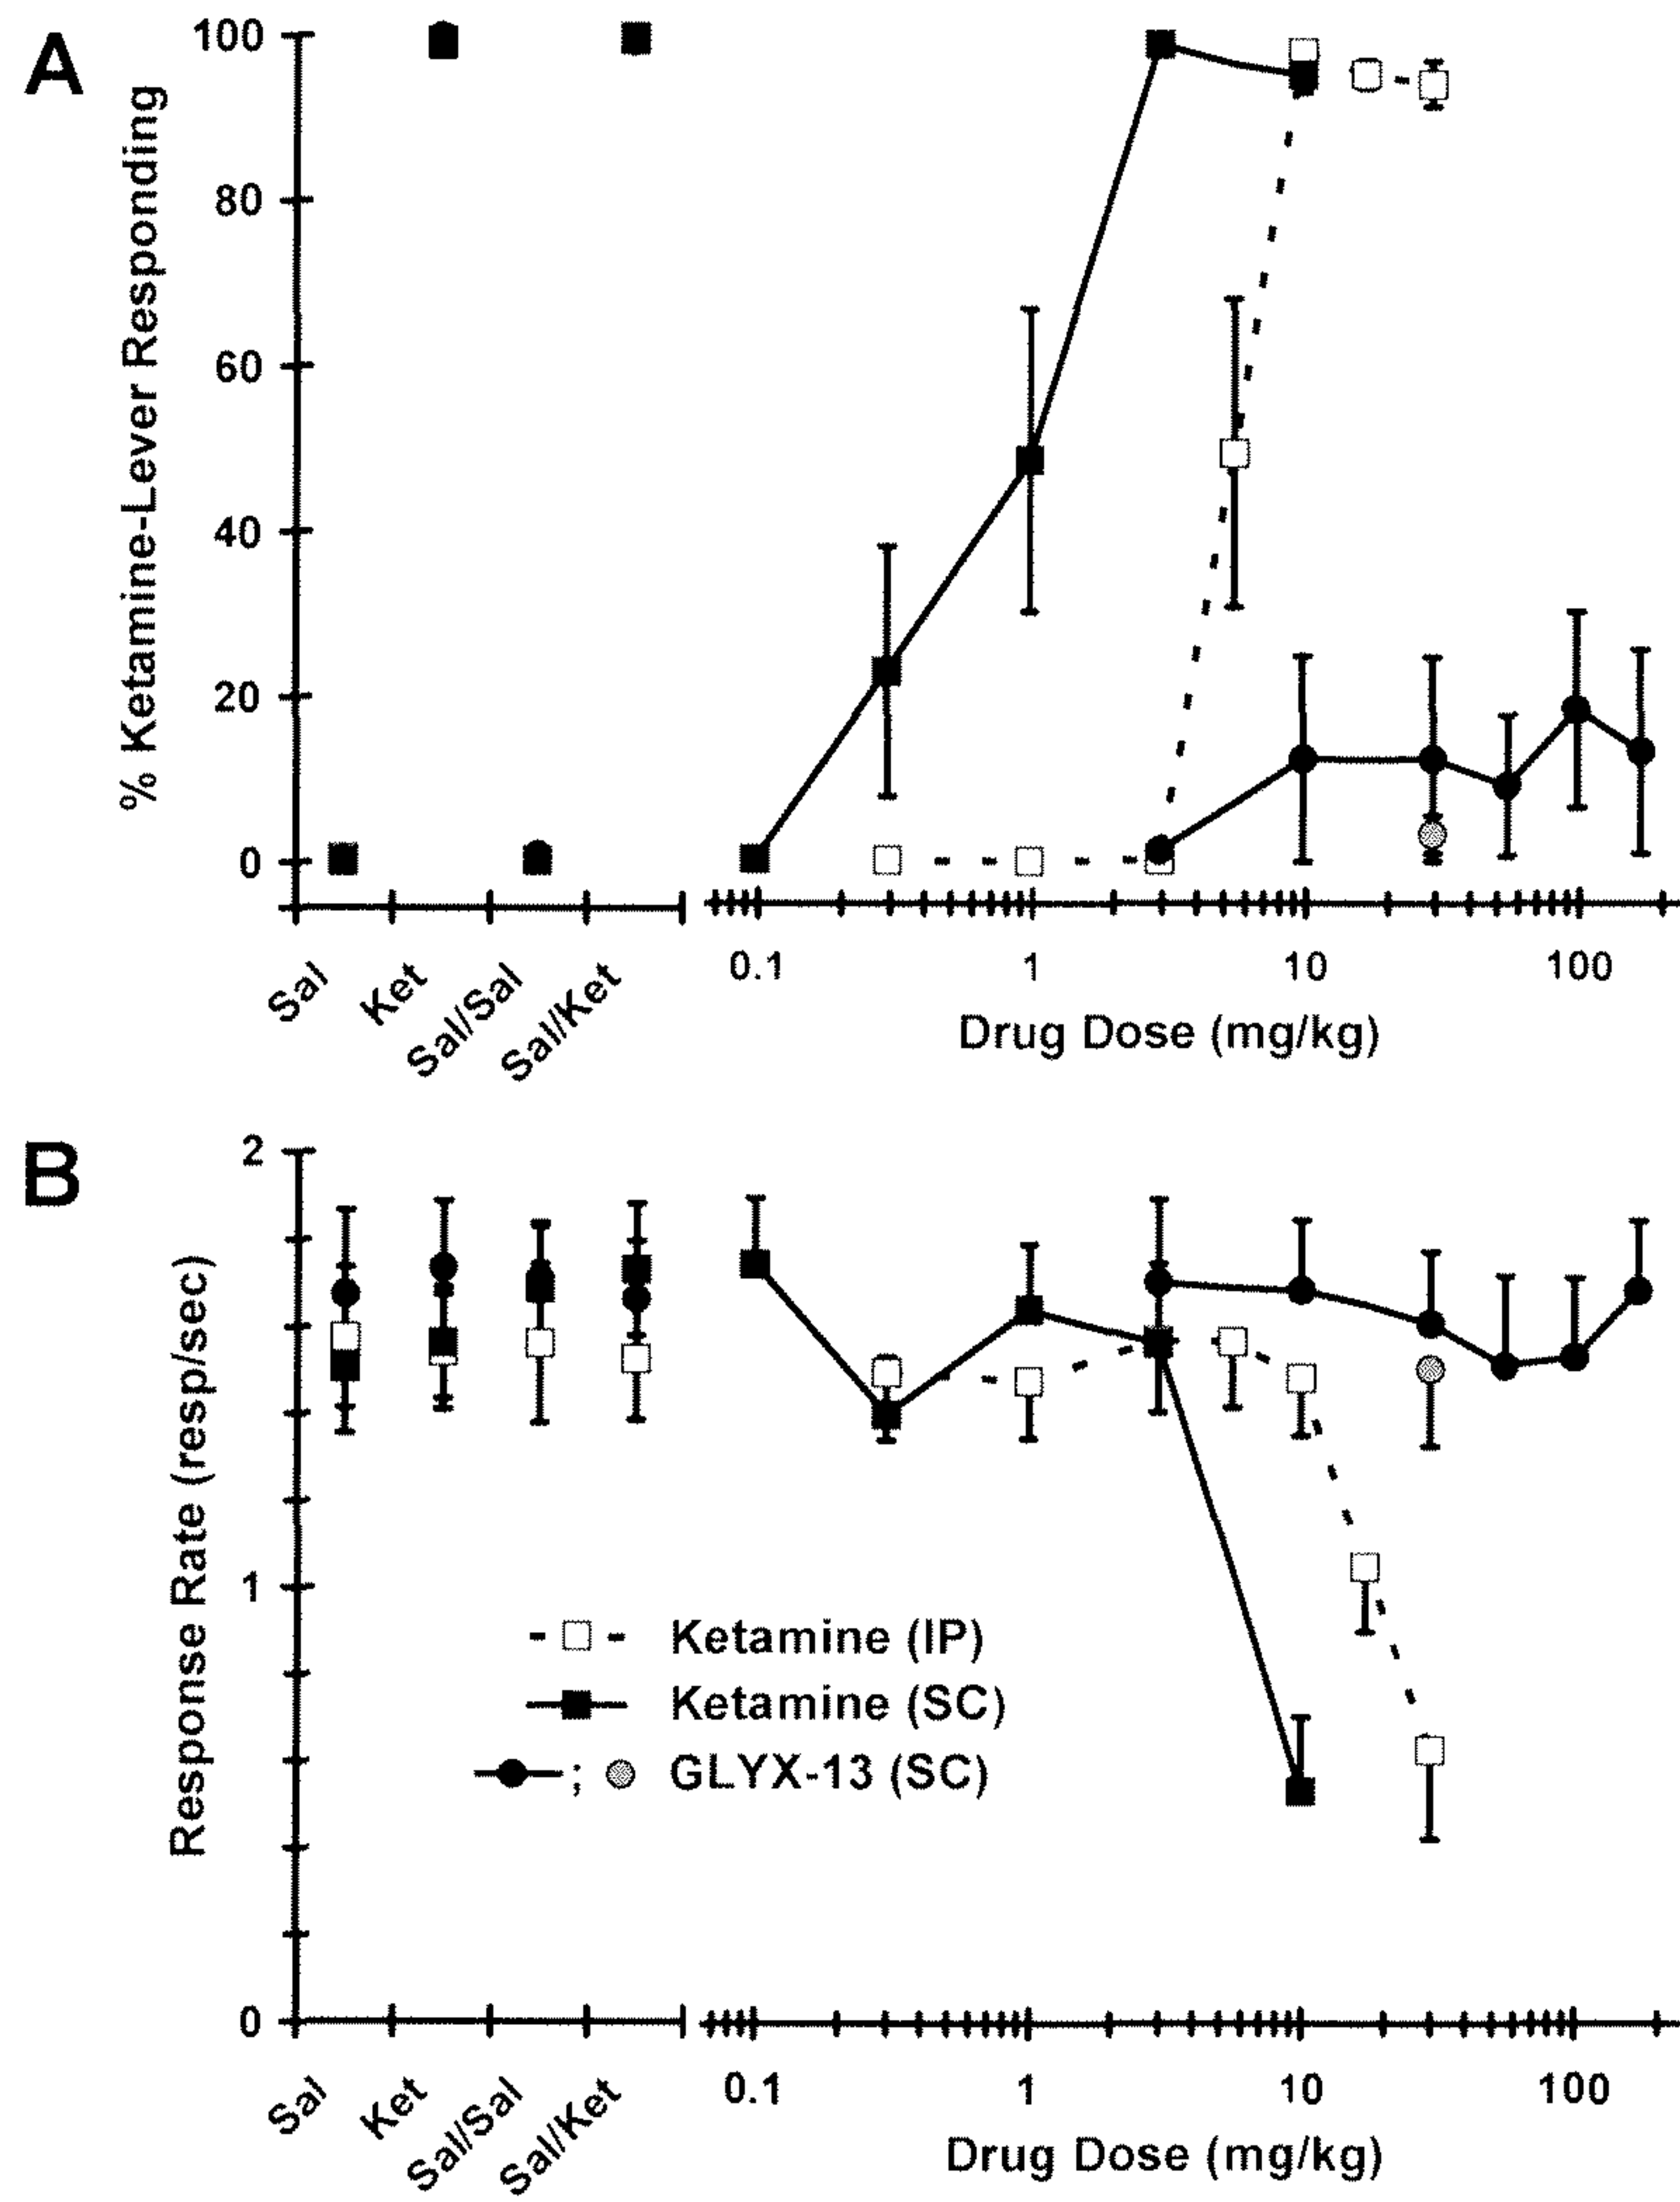 A
% Ketamine-Lever Responding
100
80
60
40
20
0
Sal
Ket
Sal/Sal
Sal/Ket
0.1
1
10
100
Drug Dose (mg/kg)
B
Response Rate (resp/sec)
2
1
0
Ketamine (IP)
Ketamine (SC)
; GLYX-13 (SC)
Sal
Ket
Sal/Sal
Sal/Ket
0.1
1
10
100
Drug Dose (mg/kg)